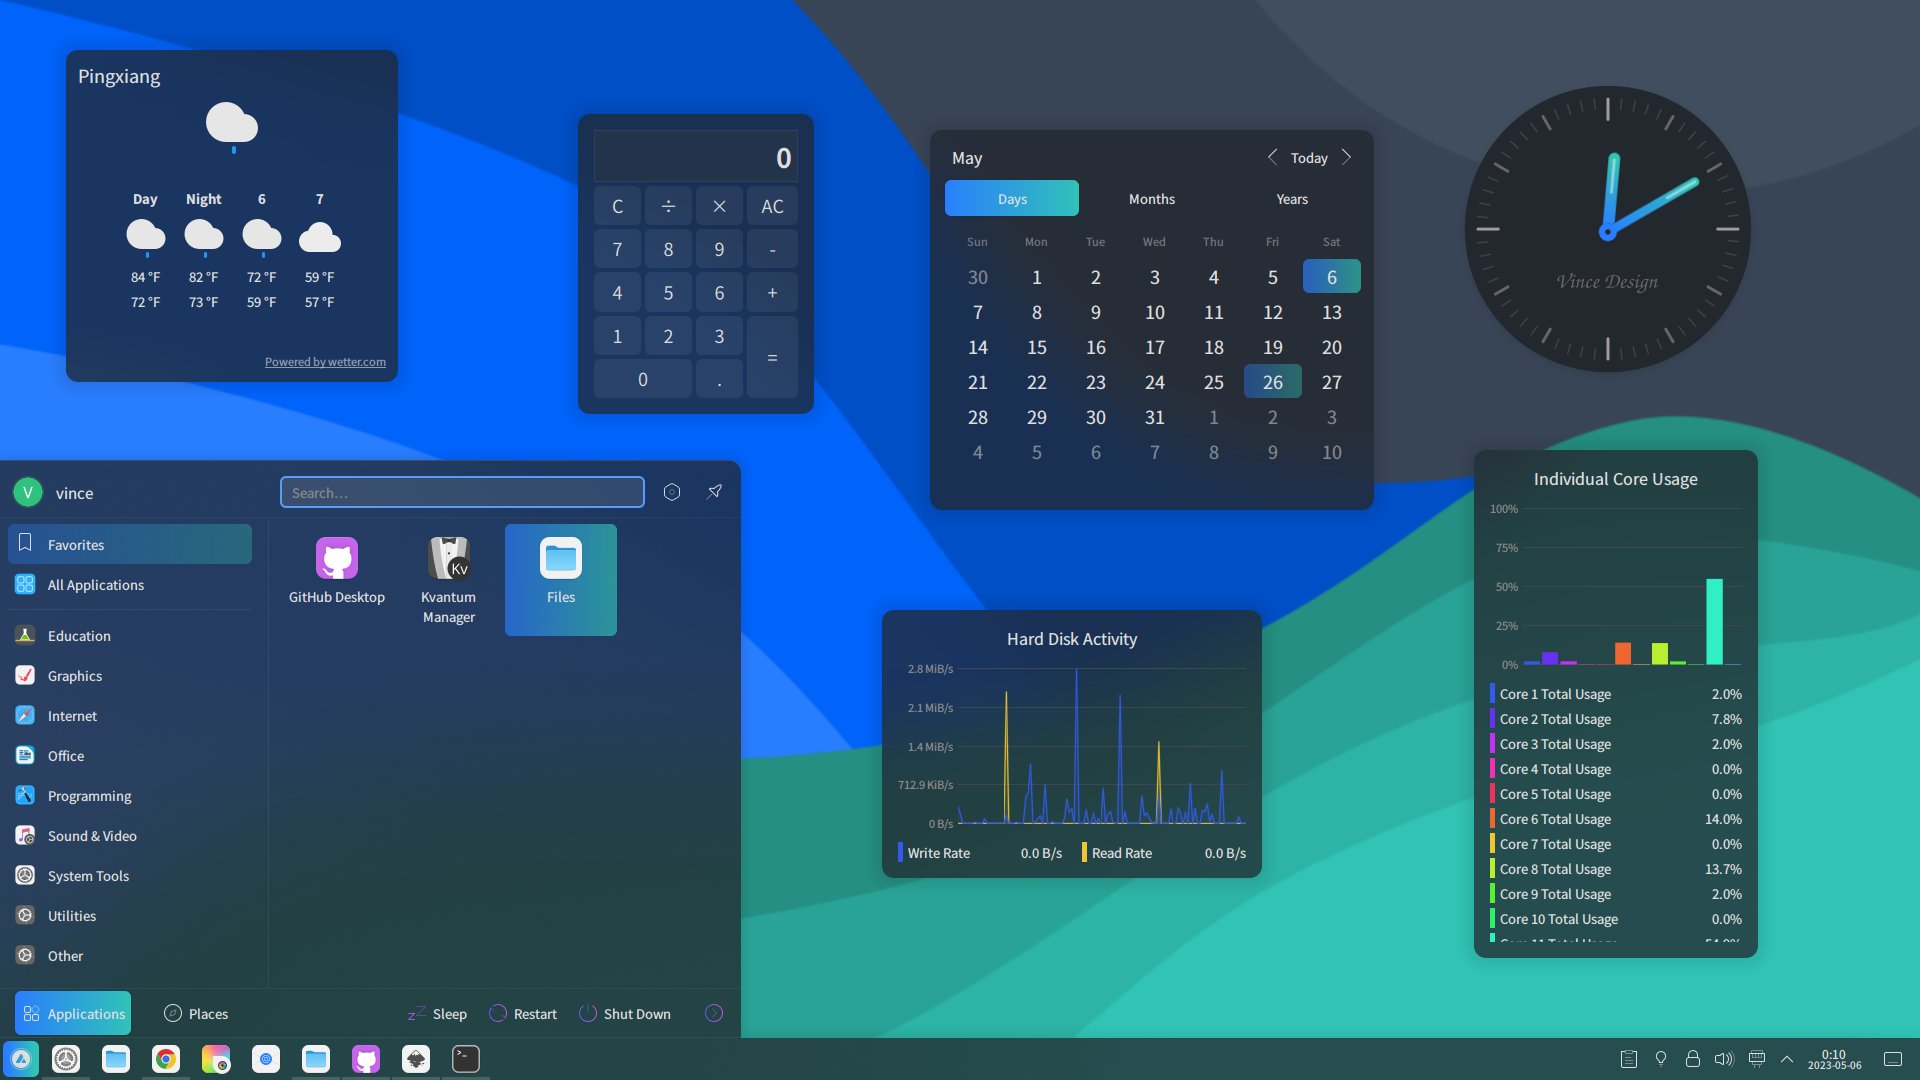 Pingxiang
Day Night 6 7
84 °F 82 °F 72 °F 59 °F
72 °F 73 °F 59 °F 57 °F
Powered by wetter.com
0
C ÷ × AC
7 8 9 -
4 5 6 +
1 2 3 =
0 .
May
Today
Days Months Years
Sun Mon Tue Wed Thu Fri Sat
30 1 2 3 4 5 6
7 8 9 10 11 12 13
14 15 16 17 18 19 20
21 22 23 24 25 26 27
28 29 30 31 1 2 3
4 5 6 7 8 9 10
Vince Design
V vince
Search...
Favorites
All Applications
Education
Graphics
Internet
Office
Programming
Sound & Video
System Tools
Utilities
Other
GitHub Desktop
Kv
Kvantum
Manager
Files
Applications Places
zZ Sleep Restart Shut Down
Hard Disk Activity
2.8 MiB/s
2.1 MiB/s
1.4 MiB/s
712.9 KiB/s
0 B/s
Write Rate 0.0 B/s Read Rate 0.0 B/s
Individual Core Usage
100%
75%
50%
25%
0%
Core 1 Total Usage 2.0%
Core 2 Total Usage 7.8%
Core 3 Total Usage 2.0%
Core 4 Total Usage 0.0%
Core 5 Total Usage 0.0%
Core 6 Total Usage 14.0%
Core 7 Total Usage 0.0%
Core 8 Total Usage 13.7%
Core 9 Total Usage 2.0%
Core 10 Total Usage 0.0%
0:10
2023-05-06